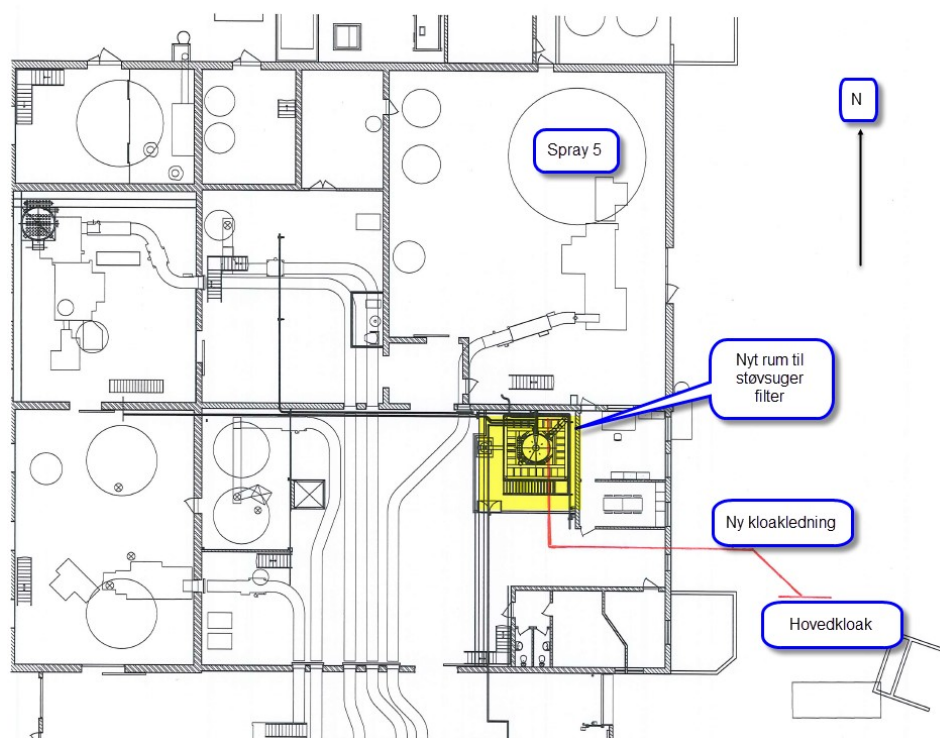 N
Spray 5
Nyt rum til
støvsuger
filter
Ny kloakledning
Hovedkloak